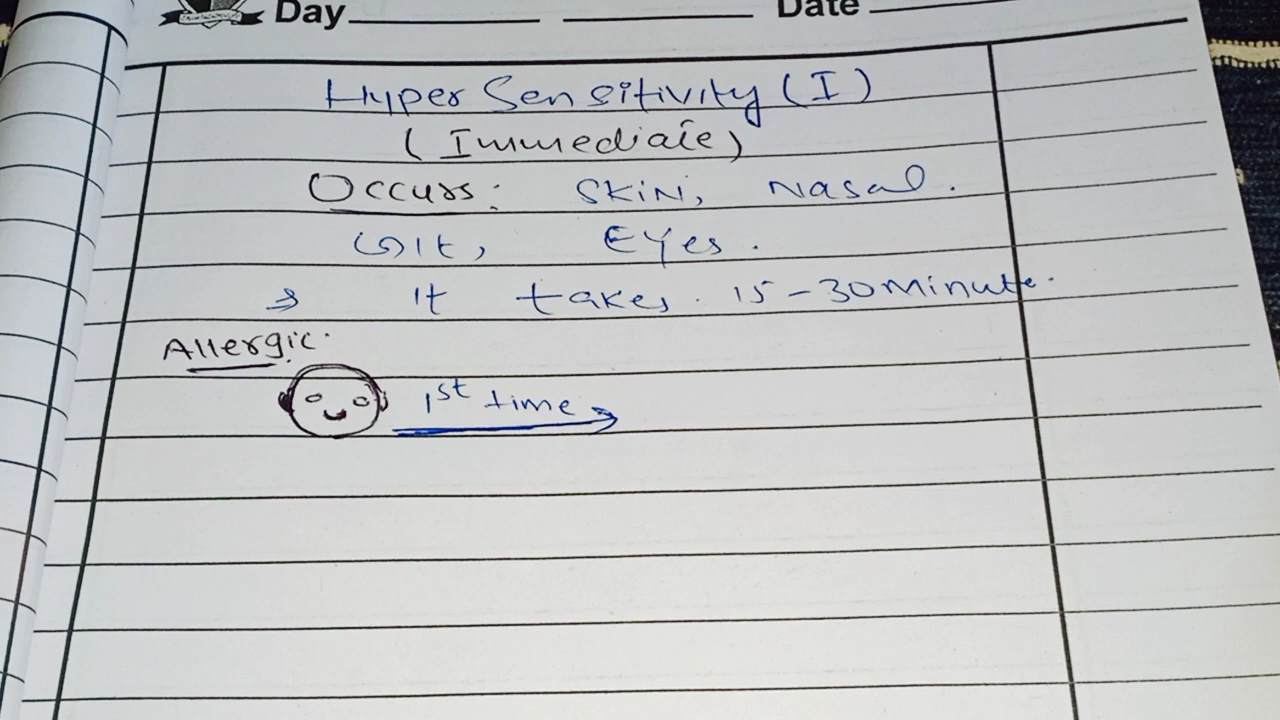 Day Date
Hyper Sensitivity (I)
(Immediate)
Occurs: Skin, Nasal.
GIt, Eyes.
→ It takes. 15-30 Minute.
Allergic.
1st time →